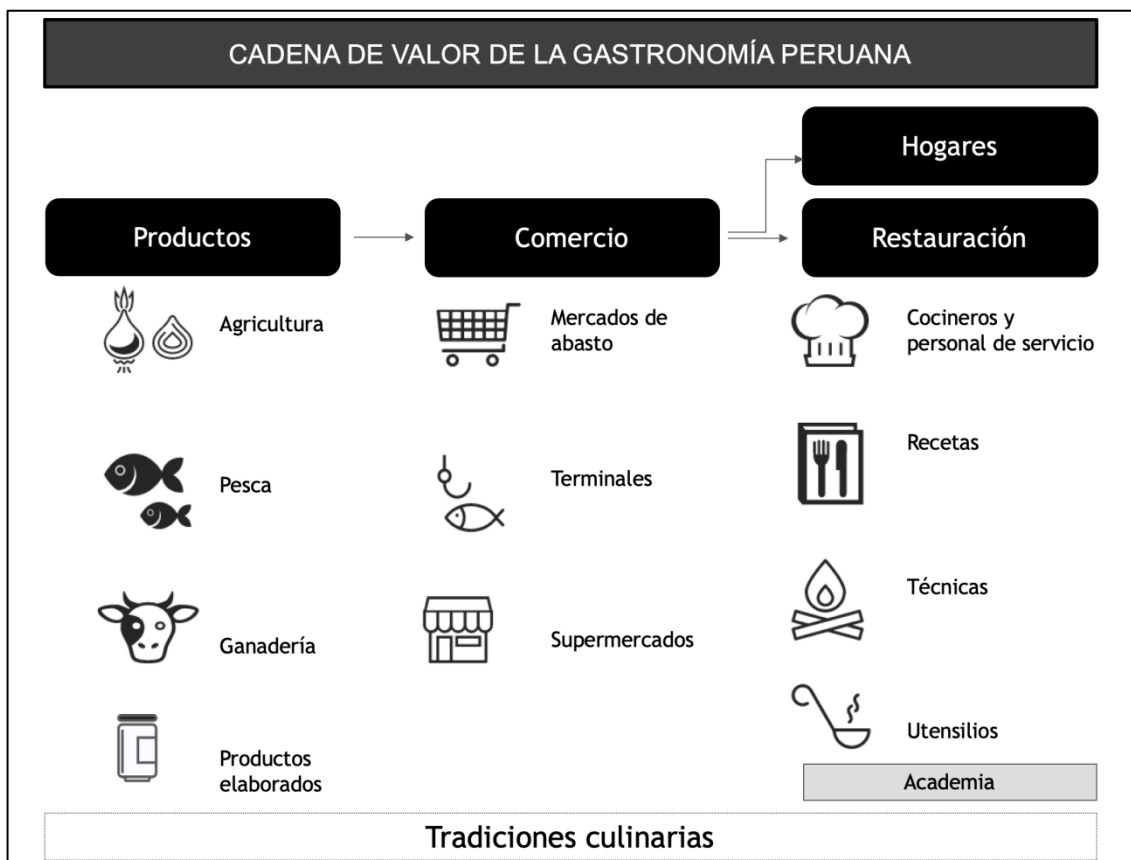 CADENA DE VALOR DE LA GASTRONOMÍA PERUANA
Hogares
Productos
Comercio
Restauración
Agricultura
Mercados de
abasto
Cocineros y
personal de servicio
Pesca
Terminales
Recetas
Ganadería
Supermercados
Técnicas
Productos
elaborados
Utensilios
Academia
Tradiciones culinarias